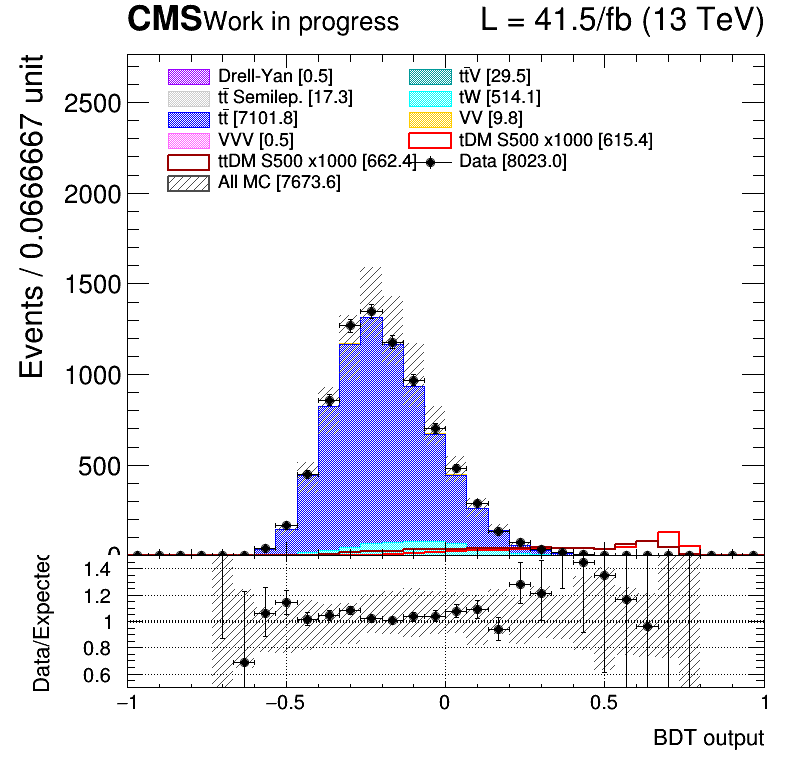 CMS Work in progress L = 41.5/fb (13 TeV)
Events / 0.0666667 unit
2500
2000
1500
1000
500
0
Drell-Yan [0.5] tt̄V [29.5]
tt̄ Semilep. [17.3] tW [514.1]
tt̄ [7101.8] VV [9.8]
VVV [0.5] tDM S500 x1000 [615.4]
ttDM S500 x1000 [662.4] Data [8023.0]
All MC [7673.6]
Data/Expected
1.4
1.2
1
0.8
0.6
−1 −0.5 0 0.5 1
BDT output